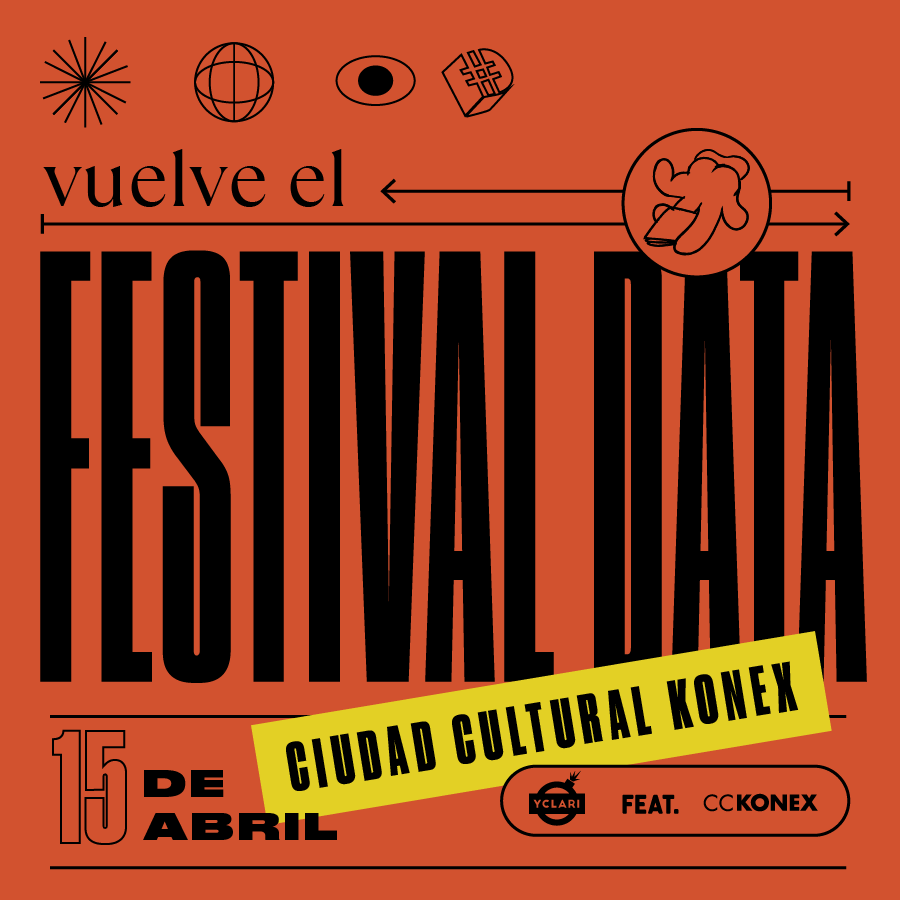 vuelve el
FESTIVAL DATA
CIUDAD CULTURAL KONEX
15 DE
ABRIL
YCLARI FEAT. CCKONEX